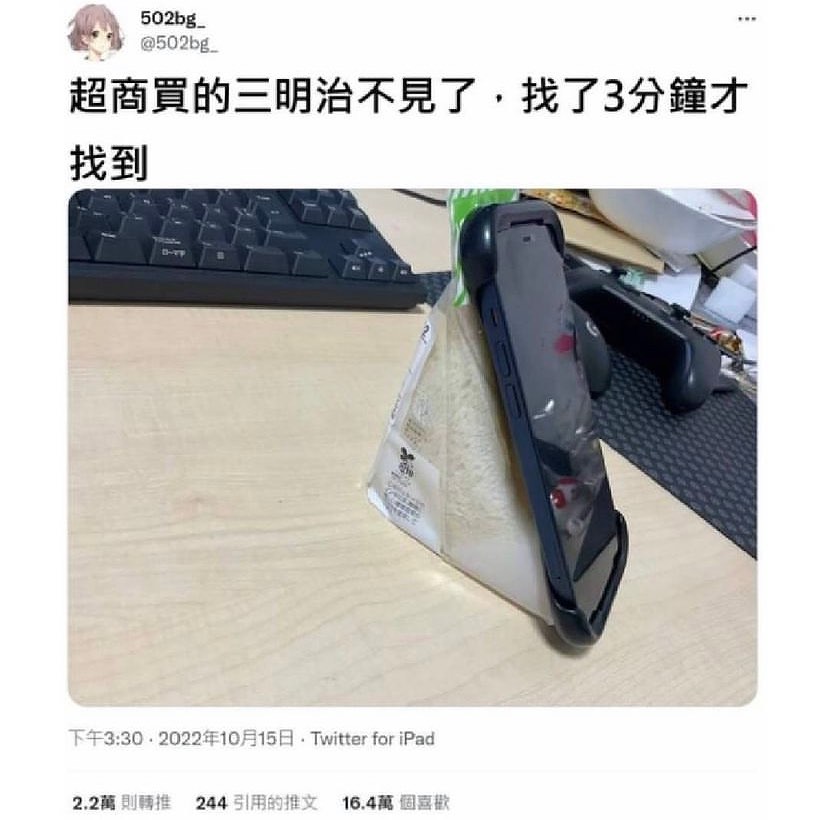 502bg_
@502bg_
超商買的三明治不見了，找了3分鐘才
找到
下午3:30 · 2022年10月15日 · Twitter for iPad
2.2萬 則轉推 244 引用的推文 16.4萬 個喜歡